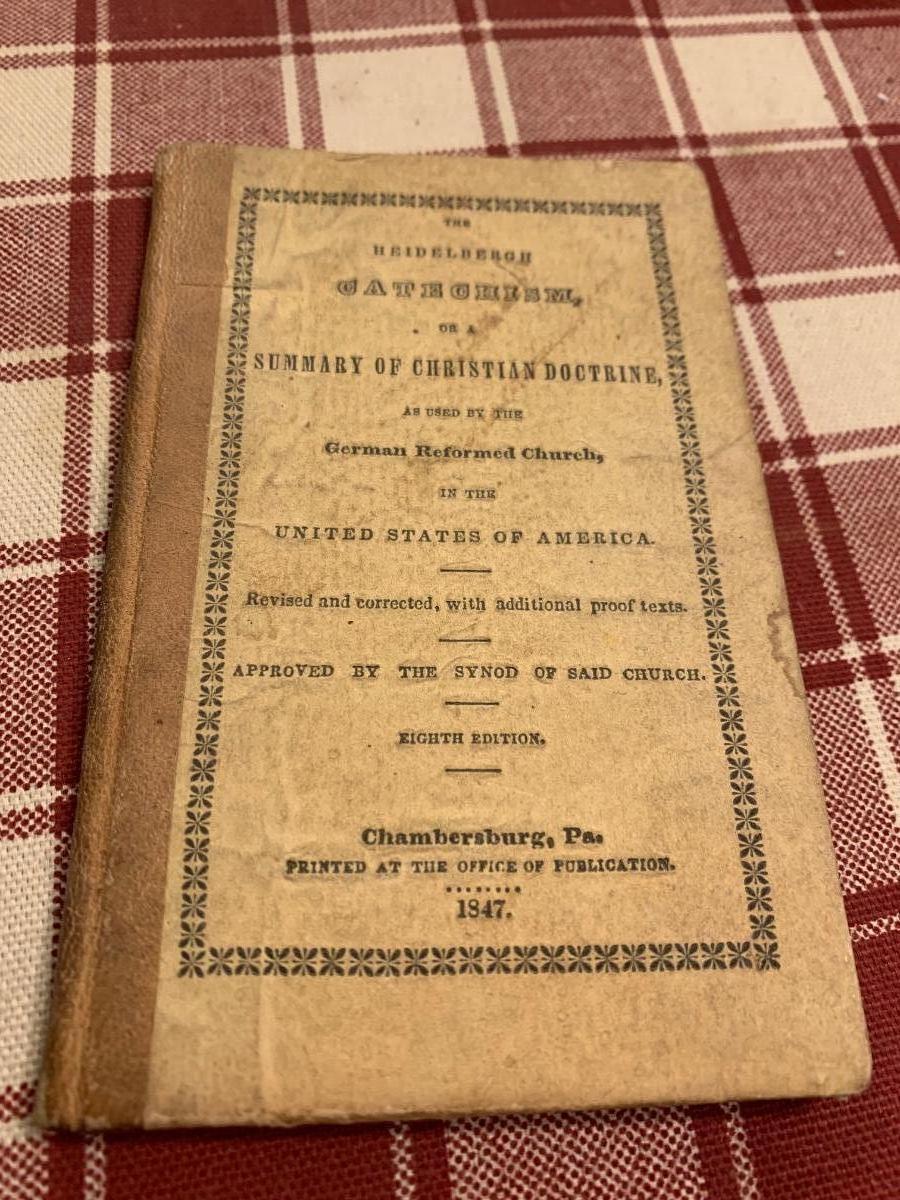 THE
HEIDELBERGH
CATECHISM,
OR A
SUMMARY OF CHRISTIAN DOCTRINE,
AS USED BY THE
German Reformed Church,
IN THE
UNITED STATES OF AMERICA.
Revised and corrected, with additional proof texts.
APPROVED BY THE SYNOD OF SAID CHURCH.
EIGHTH EDITION.
Chambersburg, Pa.
PRINTED AT THE OFFICE OF PUBLICATION.
1847.